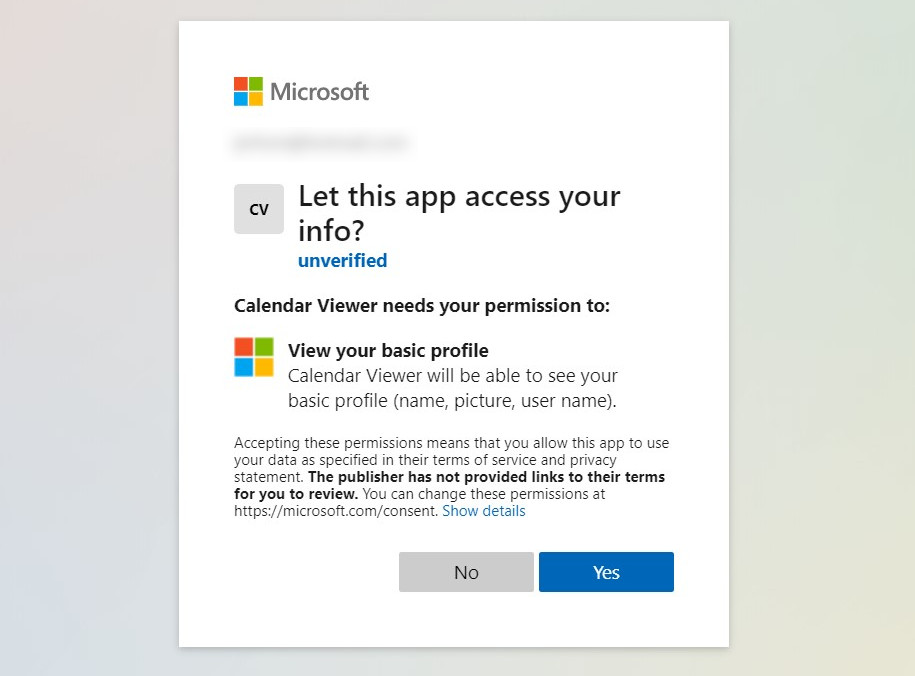 Microsoft
CV
Let this app access your
info?
unverified
Calendar Viewer needs your permission to:
View your basic profile
Calendar Viewer will be able to see your
basic profile (name, picture, user name).
Accepting these permissions means that you allow this app to use
your data as specified in their terms of service and privacy
statement. The publisher has not provided links to their terms
for you to review. You can change these permissions at
https://microsoft.com/consent. Show details
No
Yes